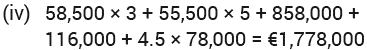 (iv) 58,500 × 3 + 55,500 × 5 + 858,000 +
116,000 + 4.5 × 78,000 = €1,778,000